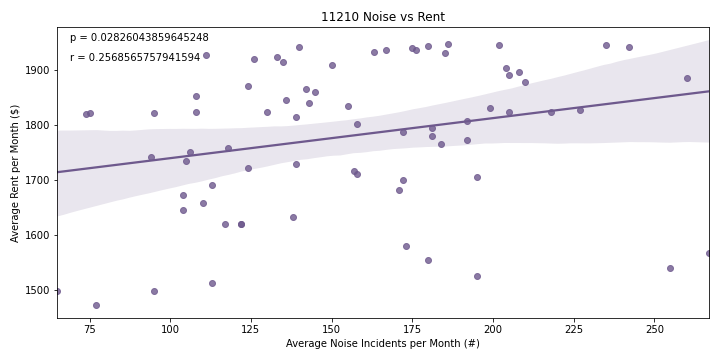 11210 Noise vs Rent
p = 0.02826043859645248
r = 0.2568565757941594
1900
1800
1700
1600
1500
Average Rent per Month ($)
75
100
125
150
175
200
225
250
Average Noise Incidents per Month (#)